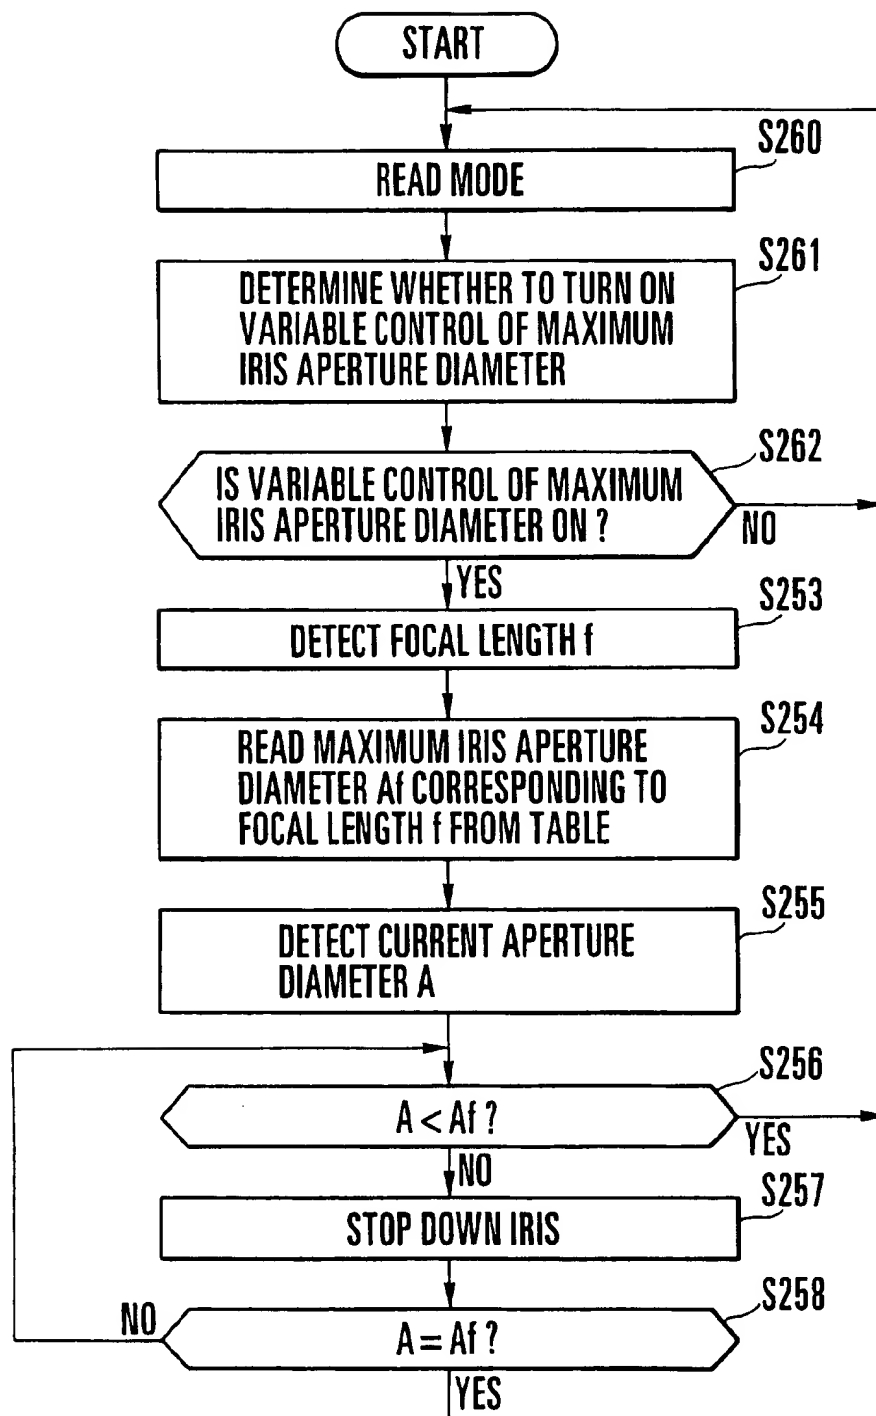 START
S260
READ MODE
S261
DETERMINE WHETHER TO TURN ON
VARIABLE CONTROL OF MAXIMUM
IRIS APERTURE DIAMETER
S262
IS VARIABLE CONTROL OF MAXIMUM
IRIS APERTURE DIAMETER ON ?
NO
YES
S253
DETECT FOCAL LENGTH f
S254
READ MAXIMUM IRIS APERTURE
DIAMETER Af CORRESPONDING TO
FOCAL LENGTH f FROM TABLE
S255
DETECT CURRENT APERTURE
DIAMETER A
S256
A < Af ?
YES
NO
S257
STOP DOWN IRIS
S258
NO
A = Af ?
YES